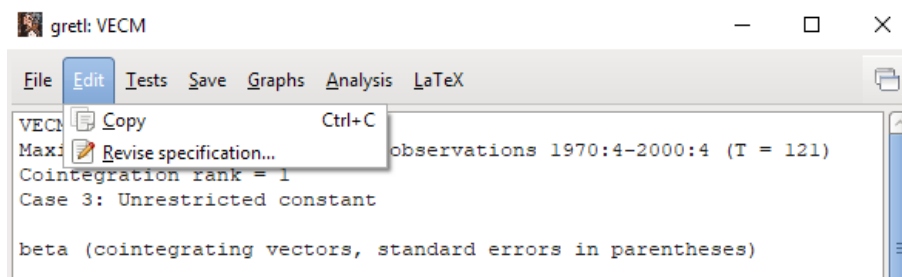 gretl: VECM
File Edit Tests Save Graphs Analysis LaTeX
Copy Ctrl+C
Revise specification...
VECM
Maxi observations 1970:4-2000:4 (T = 121)
Cointegration rank = 1
Case 3: Unrestricted constant
beta (cointegrating vectors, standard errors in parentheses)